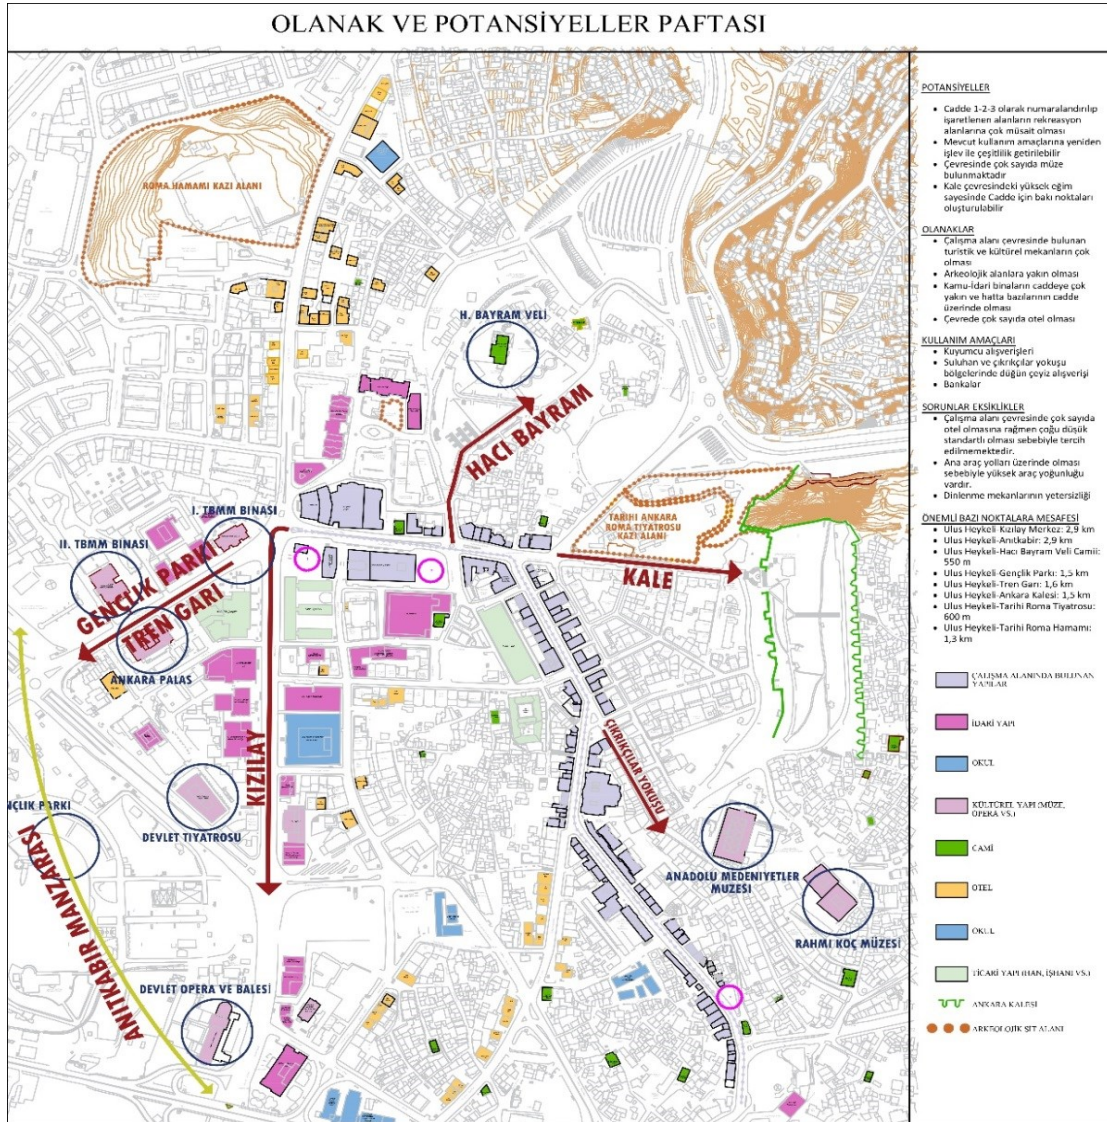 OLANAK VE POTANSİYELLER PAFTASI
ROMA HAMAMI KAZI ALANI
H. BAYRAM VELİ
HACI BAYRAM
I. TBMM BİNASI
II. TBMM BİNASI
GENÇLİK PARKI
TREN GARI
ANKARA PALAS
TARİHİ ANKARA
ROMA TİYATROSU
KAZI ALANI
KALE
KIZILAY
ÇIKRIKÇILAR YOKUŞU
DEVLET TİYATROSU
NÇLİK PARKI
ANITKABİR MANZARASI
ANADOLU MEDENİYETLER
MÜZESİ
RAHMİ KOÇ MÜZESİ
DEVLET OPERA VE BALESİ
POTANSİYELLER
• Cadde 1-2-3 olarak numaralandırılıp
işaretlenen alanların rekreasyon
alanlarına çok müsait olması
• Mevcut kullanım amaçlarına yeniden
işlev ile çeşitlilik getirilebilir
• Çevresinde çok sayıda müze
bulunmaktadır
• Kale çevresindeki yüksek eğim
sayesinde Cadde için bakı noktaları
oluşturulabilir
OLANAKLAR
• Çalışma alanı çevresinde bulunan
turistik ve kültürel mekanların çok
olması
• Arkeolojik alanlara yakın olması
• Kamu-İdari binaların caddeye çok
yakın ve hatta bazılarının cadde
üzerinde olması
• Çevrede çok sayıda otel olması
KULLANIM AMAÇLARI
• Kuyumcu alışverişleri
• Suluhan ve çıkrıkçılar yokuşu
bölgelerinde düğün çeyiz alışverişi
• Bankalar
SORUNLAR EKSİKLİKLER
• Çalışma alanı çevresinde çok sayıda
otel olmasına rağmen çoğu düşük
standartlı olması sebebiyle tercih
edilmemektedir.
• Ana araç yolları üzerinde olması
sebebiyle yüksek araç yoğunluğu
vardır.
• Dinlenme mekanlarının yetersizliği
ÖNEMLİ BAZI NOKTALARA MESAFESİ
• Ulus Heykeli-Kızılay Merkez: 2,9 km
• Ulus Heykeli-Anıtkabir: 2,9 km
• Ulus Heykeli-Hacı Bayram Veli Camii:
550 m
• Ulus Heykeli-Gençlik Parkı: 1,5 km
• Ulus Heykeli-Tren Garı: 1,6 km
• Ulus Heykeli-Ankara Kalesi: 1,5 km
• Ulus Heykeli-Tarihi Roma Tiyatrosu:
600 m
• Ulus Heykeli-Tarihi Roma Hamamı:
1,3 km
ÇALIŞMA ALANINDA BULUNAN
YAPILAR
İDARİ YAPI
OKUL
KÜLTÜREL YAPI (MÜZE,
OPERA VS.)
CAMİ
OTEL
OKUL
TİCARİ YAPI (HAN, İŞHANI VS.)
ANKARA KALESİ
ARKEOLOJİK SİT ALANI